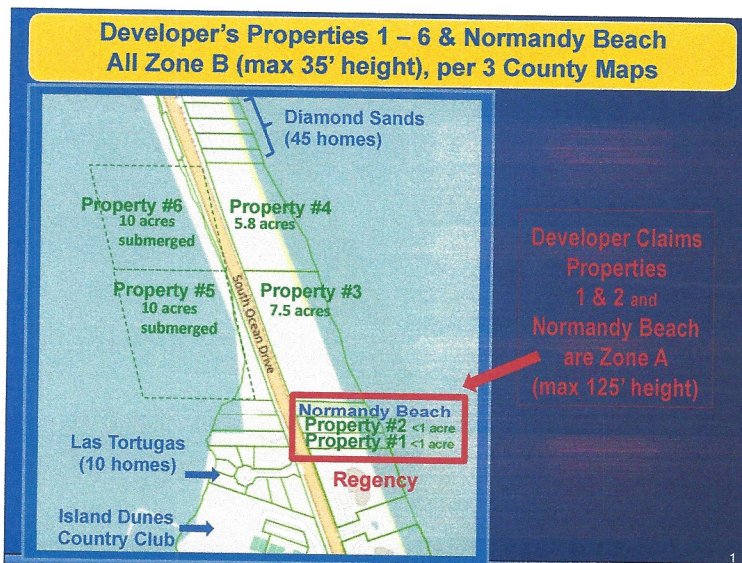 Developer's Properties 1 – 6 & Normandy Beach
All Zone B (max 35' height), per 3 County Maps
Diamond Sands
(45 homes)
Property #6
10 acres
submerged
Property #4
5.8 acres
Property #5
10 acres
submerged
South Ocean Drive
Property #3
7.5 acres
Developer Claims
Properties
1 & 2 and
Normandy Beach
are Zone A
(max 125' height)
Normandy Beach
Property #2 <1 acre
Property #1 <1 acre
Las Tortugas
(10 homes)
Regency
Island Dunes
Country Club
1